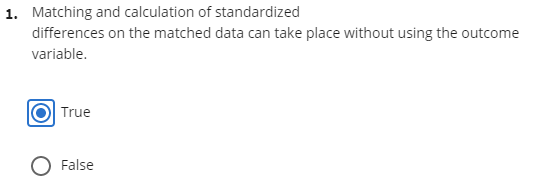 1. Matching and calculation of standardized
differences on the matched data can take place without using the outcome
variable.
True
False